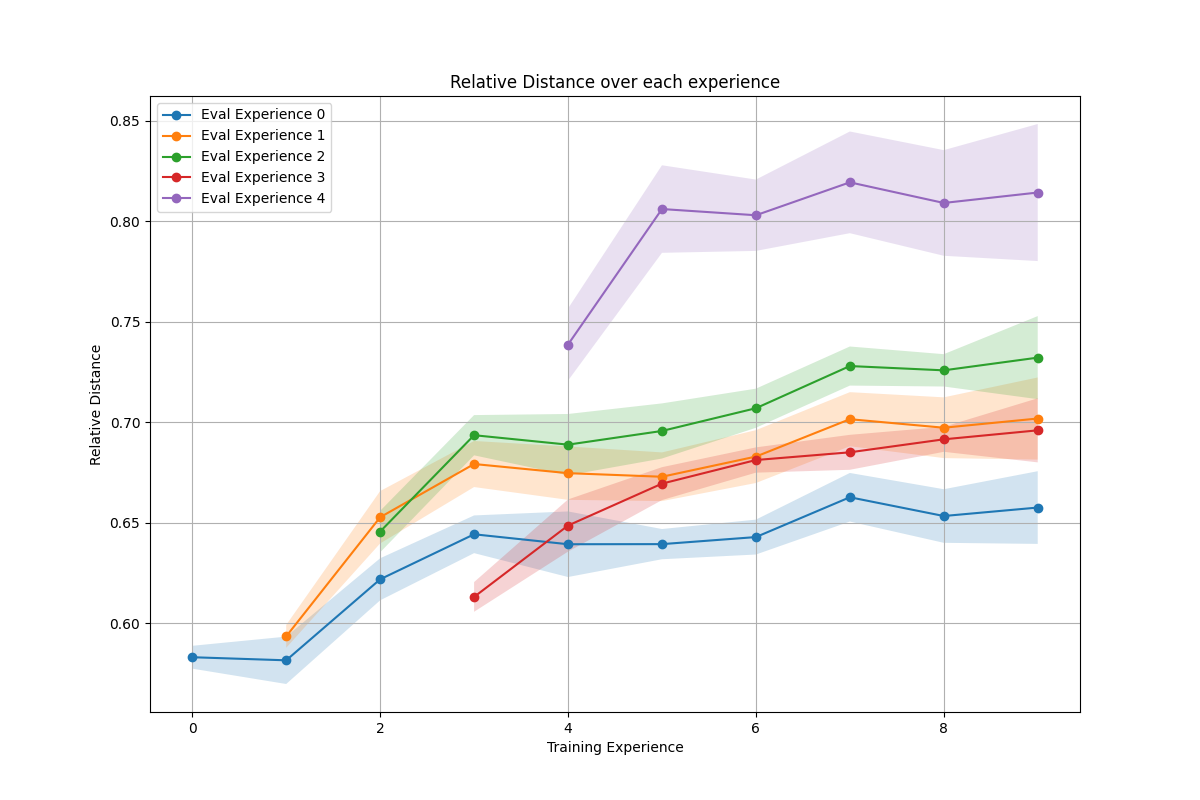 Relative Distance over each experience
Eval Experience 0
Eval Experience 1
Eval Experience 2
Eval Experience 3
Eval Experience 4
0.85
0.80
0.75
0.70
0.65
0.60
Relative Distance
0 2 4 6 8
Training Experience